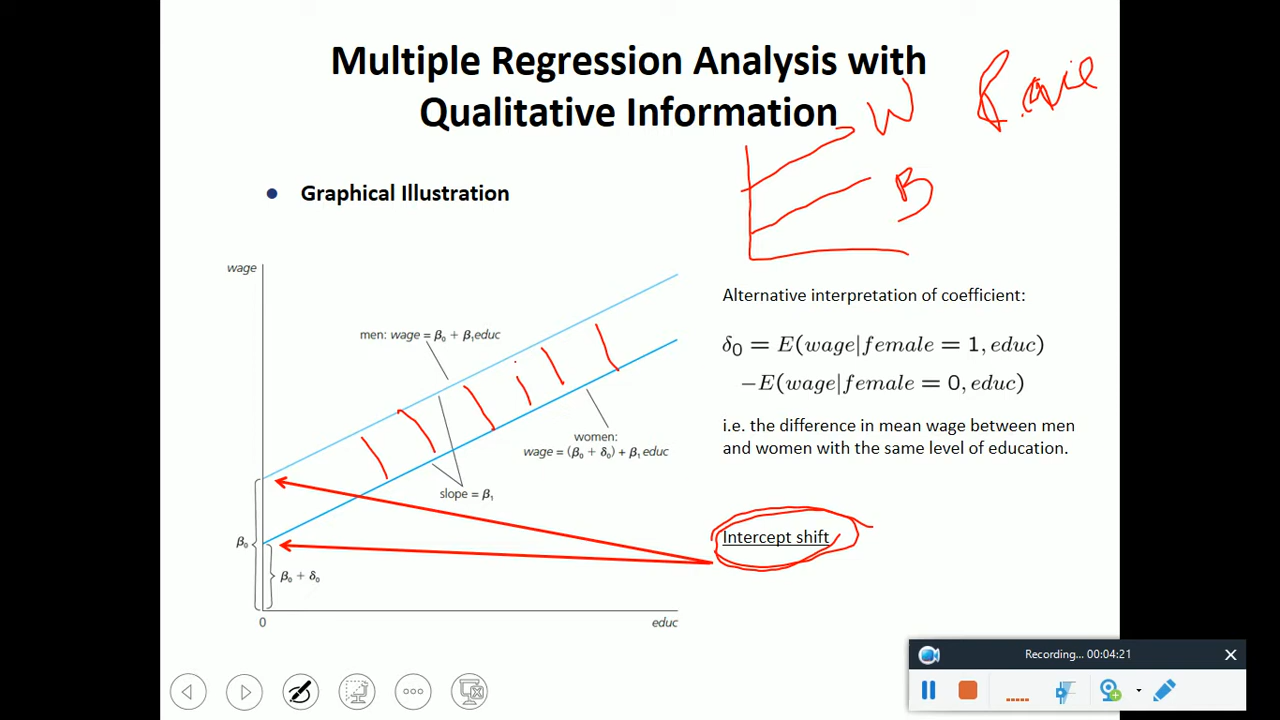 Multiple Regression Analysis with
Qualitative Information
W
B
Graphical Illustration
wage
men: wage = β₀ + β₁educ
women:
wage = (β₀ + δ₀) + β₁educ
slope = β₁
β₀
β₀ + δ₀
0
educ
Alternative interpretation of coefficient:
δ₀ = E(wage|female = 1, educ)
−E(wage|female = 0, educ)
i.e. the difference in mean wage between men
and women with the same level of education.
Intercept shift
Recording... 00:04:21